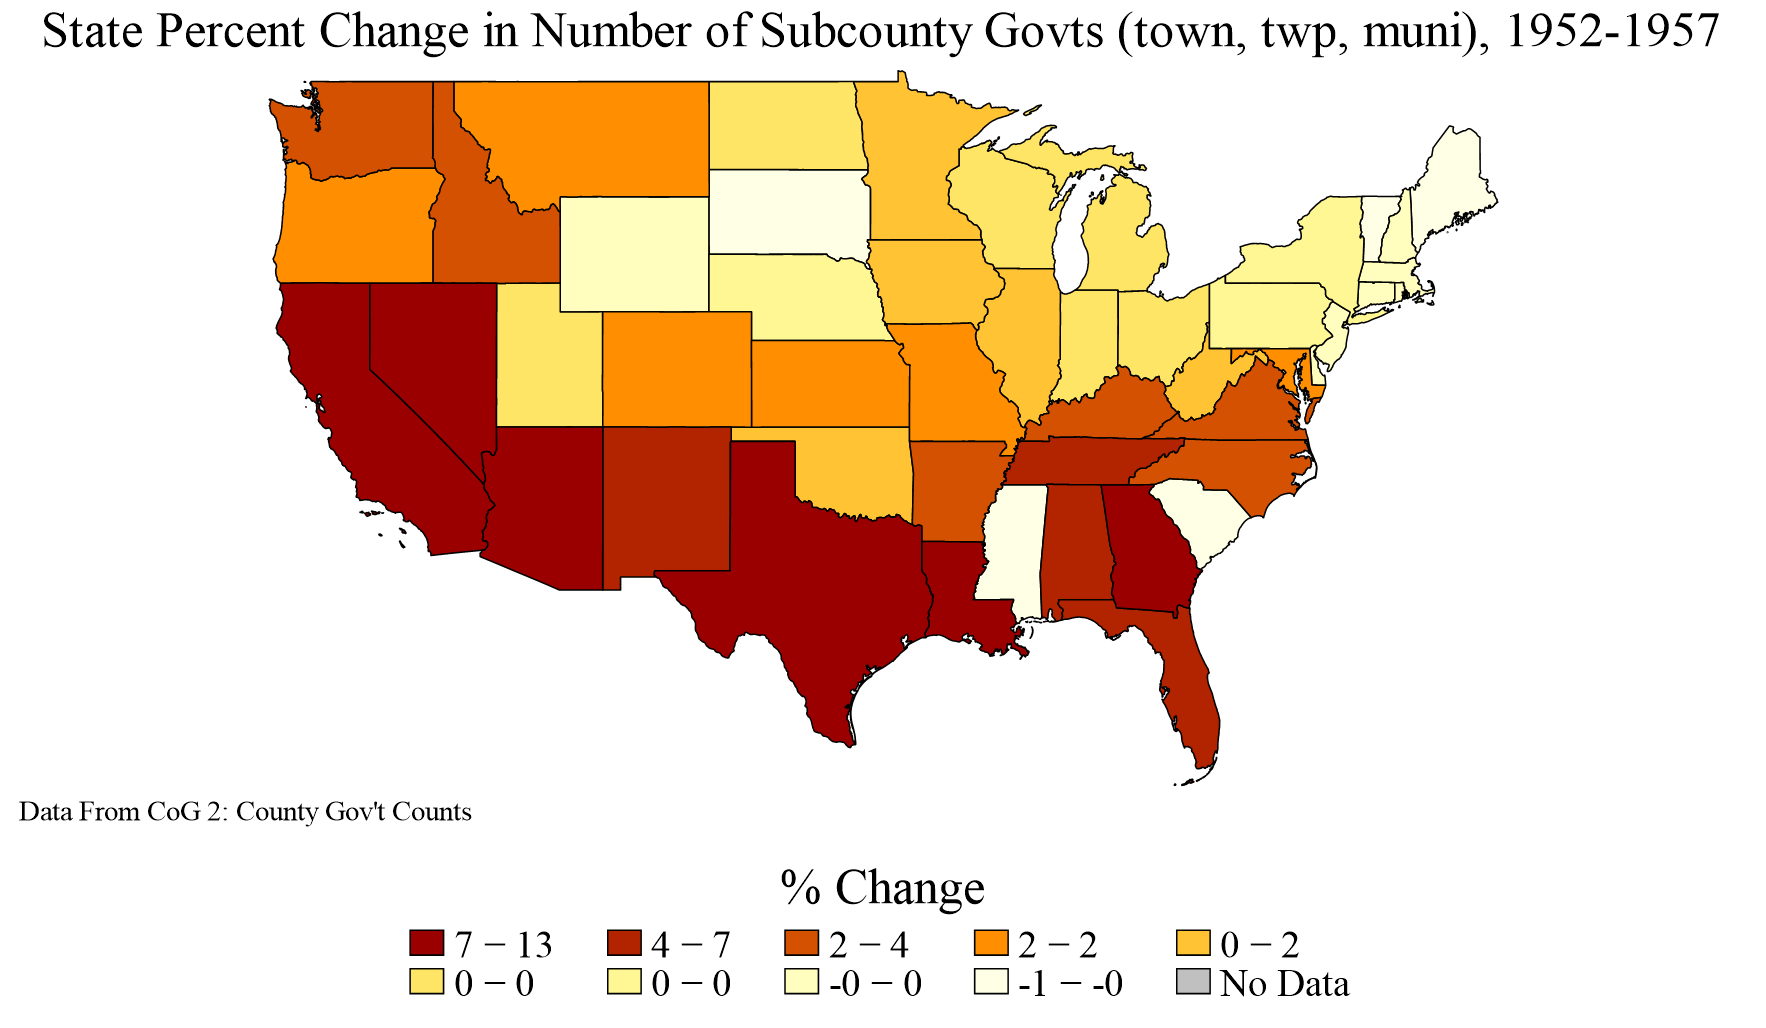 State Percent Change in Number of Subcounty Govts (town, twp, muni), 1952-1957
Data From CoG 2: County Gov't Counts
% Change
7 – 13 4 – 7 2 – 4 2 – 2 0 – 2
0 – 0 0 – 0 -0 – 0 -1 – -0 No Data